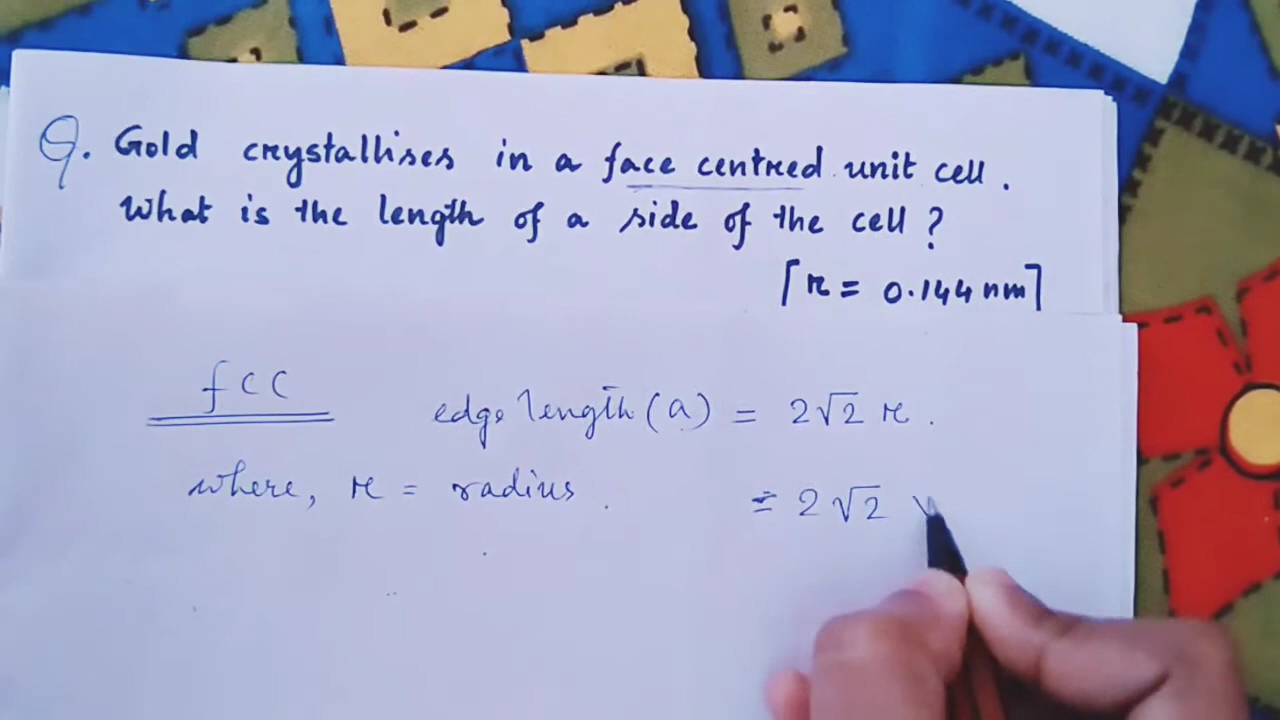 Q. Gold crystallises in a face centred unit cell.
What is the length of a side of the cell?
[r = 0.144 nm]
fcc
edge length (a) = 2√2 r.
where, r = radius.
= 2√2